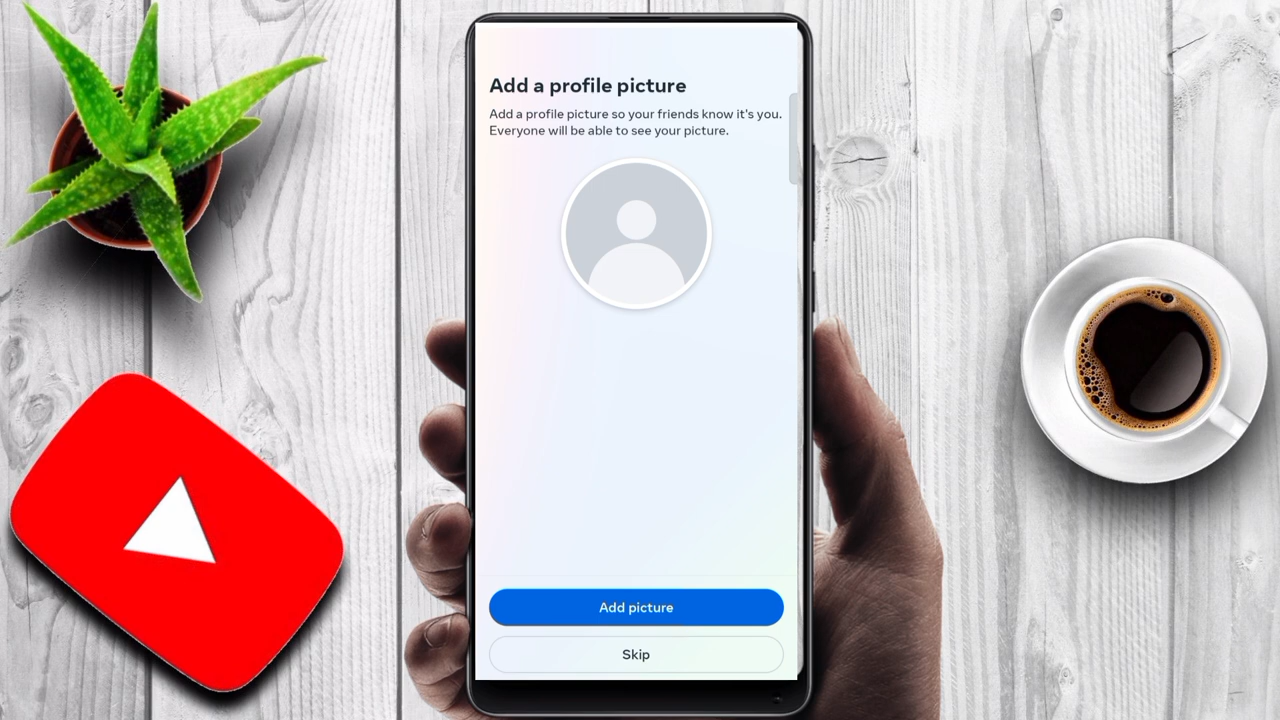 Add a profile picture
Add a profile picture so your friends know it's you.
Everyone will be able to see your picture.
Add picture
Skip